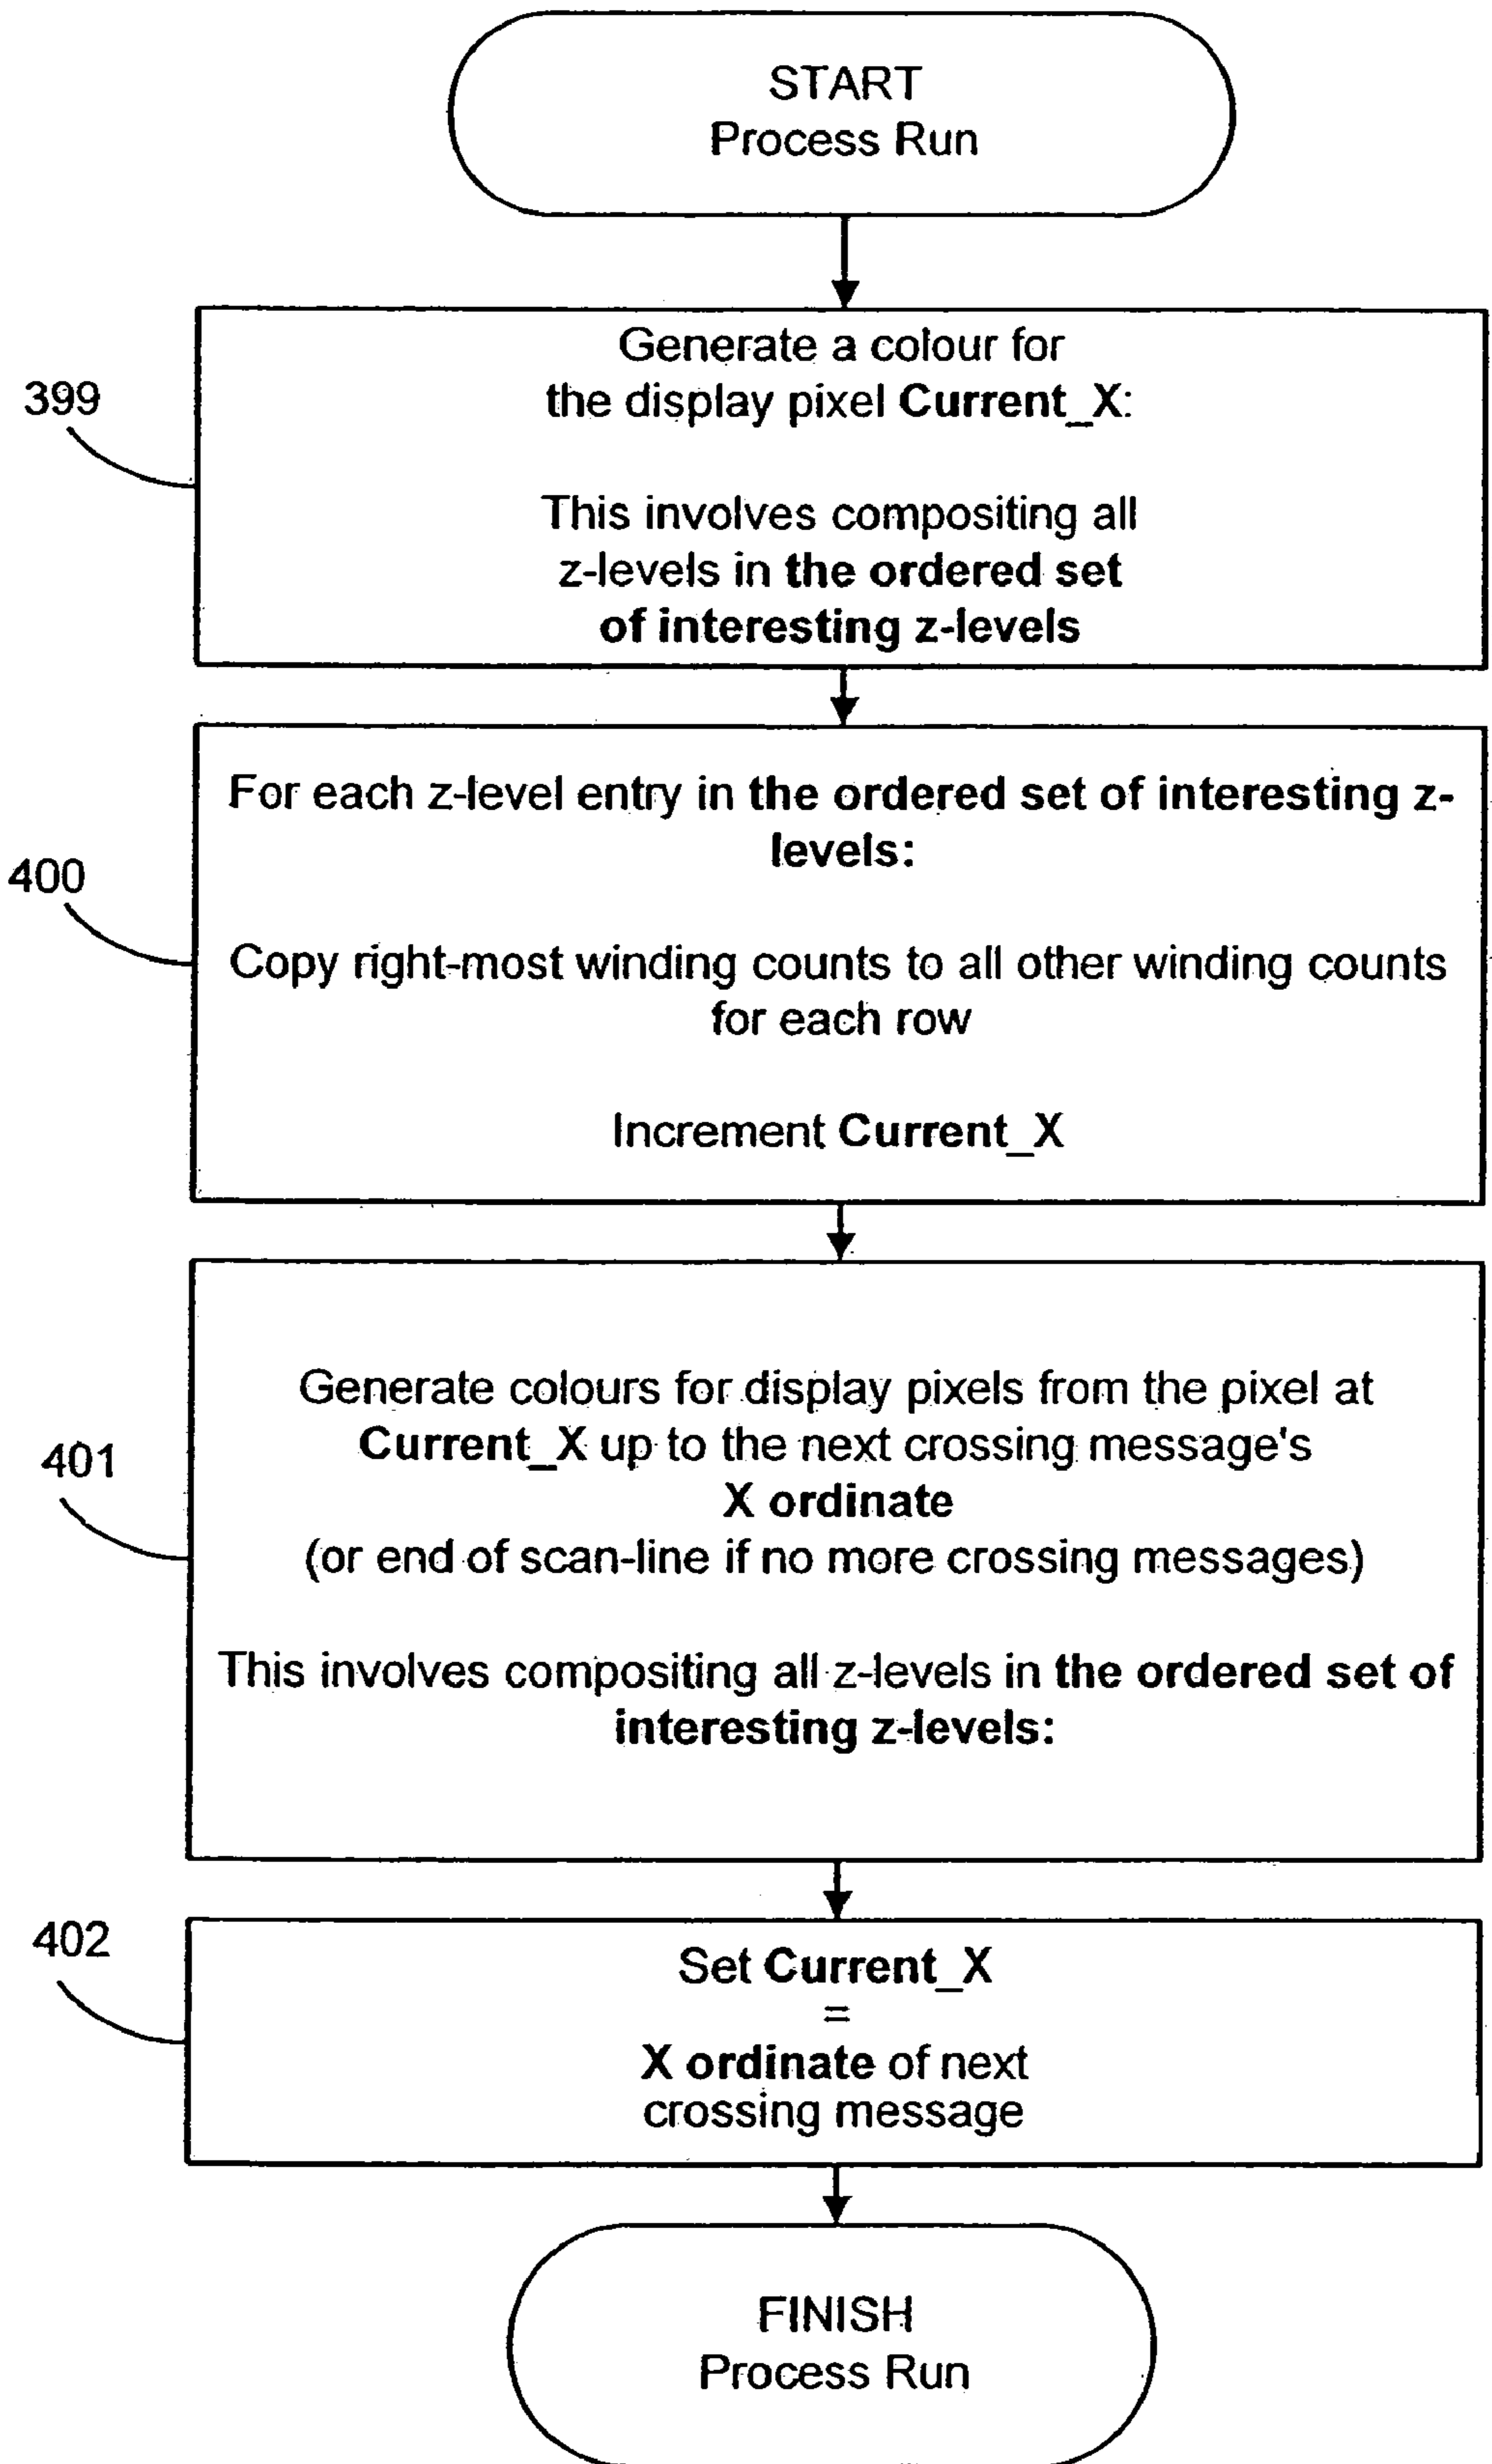 START
Process Run
399
Generate a colour for
the display pixel Current_X:
This involves compositing all
z-levels in the ordered set
of interesting z-levels
400
For each z-level entry in the ordered set of interesting z-
levels:
Copy right-most winding counts to all other winding counts
for each row
Increment Current_X
401
Generate colours for display pixels from the pixel at
Current_X up to the next crossing message's
X ordinate
(or end of scan-line if no more crossing messages)
This involves compositing all z-levels in the ordered set of
interesting z-levels:
402
Set Current_X
=
X ordinate of next
crossing message
FINISH
Process Run